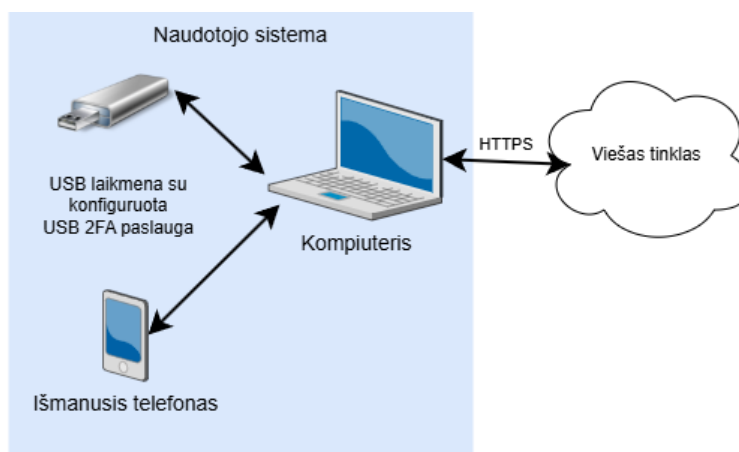 Naudotojo sistema
HTTPS
Viešas tinklas
USB laikmena su
konfiguruota
USB 2FA paslauga
Kompiuteris
Išmanusis telefonas